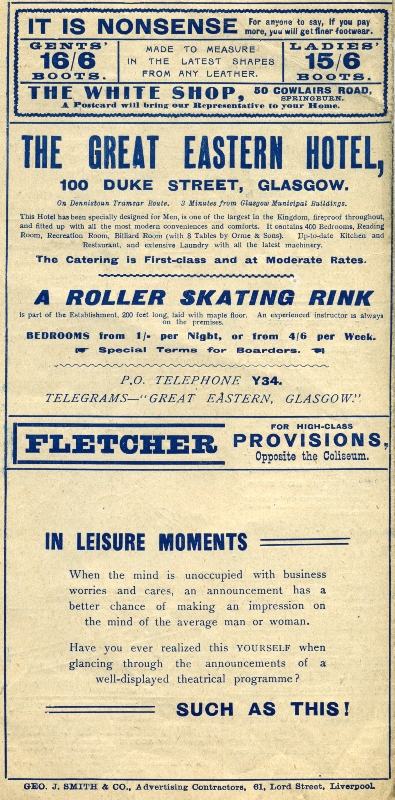 IT IS NONSENSE For anyone to say, if you pay more, you will get finer footwear.
GENTS' 16/6 BOOTS.
MADE TO MEASURE
IN THE LATEST SHAPES
FROM ANY LEATHER.
LADIES' 15/6 BOOTS.
THE WHITE SHOP, 50 COWLAIRS ROAD, SPRINGBURN.
A Postcard will bring our Representative to your Home.
THE GREAT EASTERN HOTEL,
100 DUKE STREET, GLASGOW.
On Dennistoun Tramcar Route. 3 Minutes from Glasgow Municipal Buildings.
This Hotel has been specially designed for Men, is one of the largest in the Kingdom, fireproof throughout,
and fitted up with all the most modern conveniences and comforts. It contains 400 Bedrooms, Reading
Room, Recreation Room, Billiard Room (with 8 Tables by Orme & Sons). Up-to-date Kitchen and
Restaurant, and extensive Laundry with all the latest machinery.
The Catering is First-class and at Moderate Rates.
A ROLLER SKATING RINK
is part of the Establishment, 200 feet long, laid with maple floor. An experienced instructor is always
on the premises.
BEDROOMS from 1/- per Night, or from 4/6 per Week.
☛ Special Terms for Boarders. ☚
P.O. TELEPHONE Y34.
TELEGRAMS—"GREAT EASTERN, GLASGOW."
FLETCHER
FOR HIGH-CLASS
PROVISIONS,
Opposite the Coliseum.
IN LEISURE MOMENTS
When the mind is unoccupied with business
worries and cares, an announcement has a
better chance of making an impression on
the mind of the average man or woman.
Have you ever realized this YOURSELF when
glancing through the announcements of a
well-displayed theatrical programme?
SUCH AS THIS!
GEO. J. SMITH & CO., Advertising Contractors, 61, Lord Street, Liverpool.